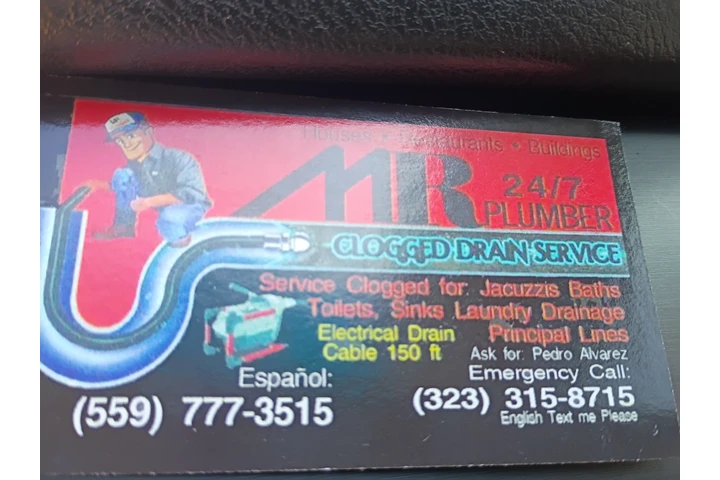 Houses • Restaurants • Buildings
MR 24/7
PLUMBER
CLOGGED DRAIN SERVICE
Service Clogged for: Jacuzzis Baths
Toilets, Sinks Laundry Drainage
Electrical Drain Principal Lines
Cable 150 ft Ask for: Pedro Alvarez
Español: Emergency Call:
(559) 777-3515 (323) 315-8715
English Text me Please